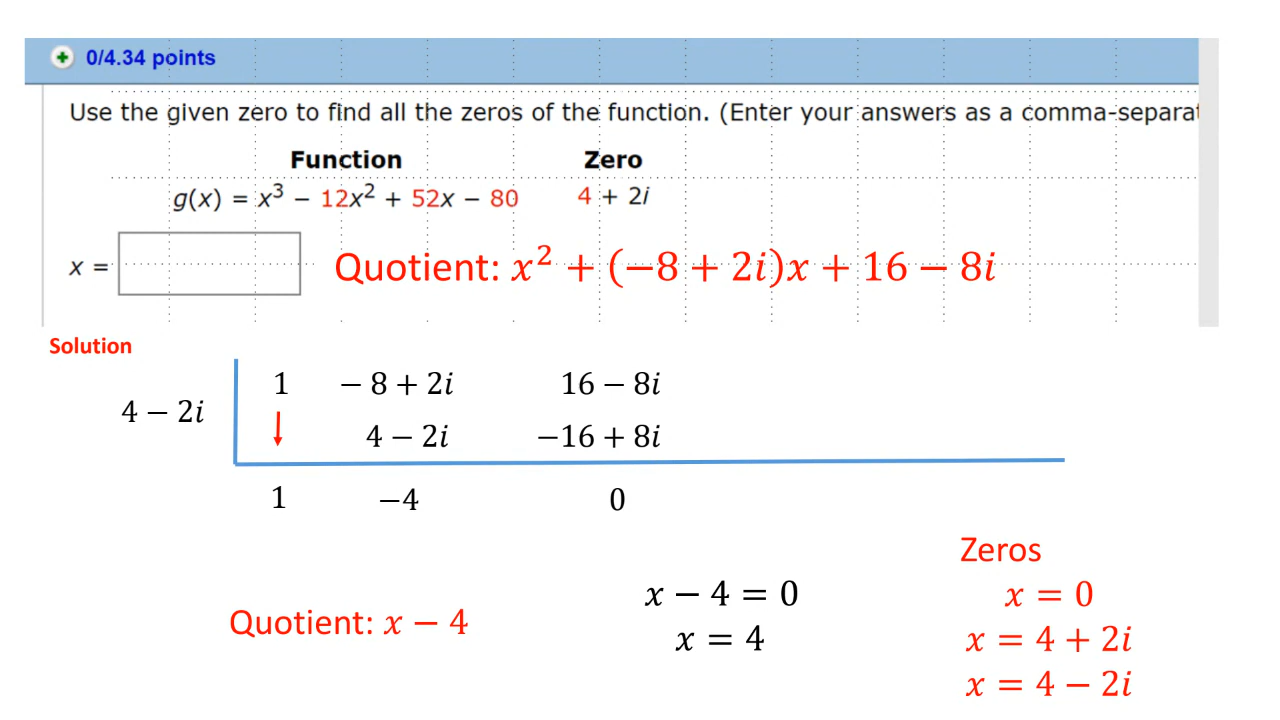 0/4.34 points
Use the given zero to find all the zeros of the function. (Enter your answers as a comma-separat
Function Zero
g(x) = x³ − 12x² + 52x − 80 4 + 2i
x =
Quotient: x² + (−8 + 2i)x + 16 − 8i
Solution
4 − 2i
1 −8 + 2i 16 − 8i
4 − 2i −16 + 8i
1 −4 0
Quotient: x − 4
x − 4 = 0
x = 4
Zeros
x = 0
x = 4 + 2i
x = 4 − 2i